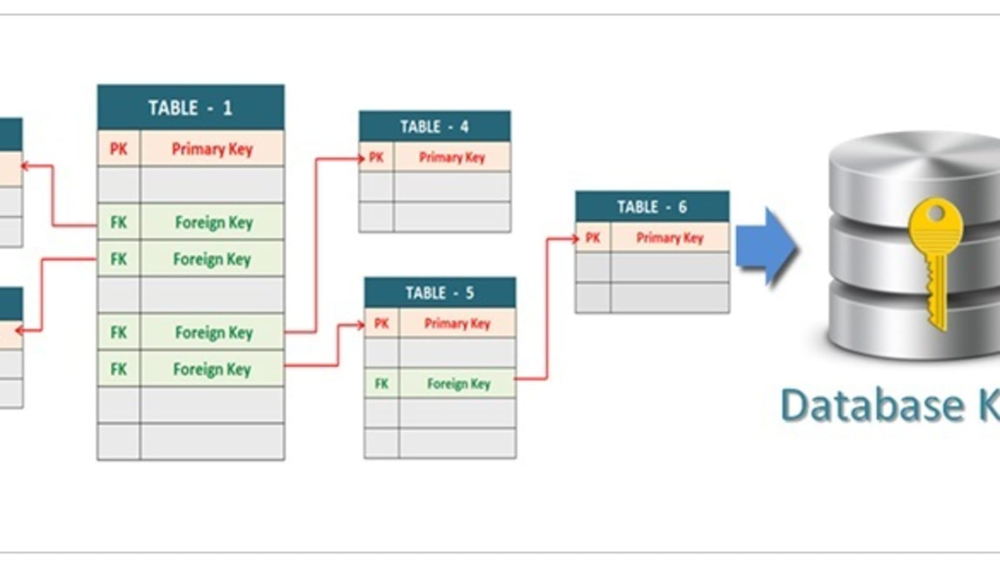 TABLE - 1
PK Primary Key
FK Foreign Key
FK Foreign Key
FK Foreign Key
FK Foreign Key
TABLE - 4
PK Primary Key
TABLE - 5
PK Primary Key
FK Foreign Key
TABLE - 6
PK Primary Key
Database K